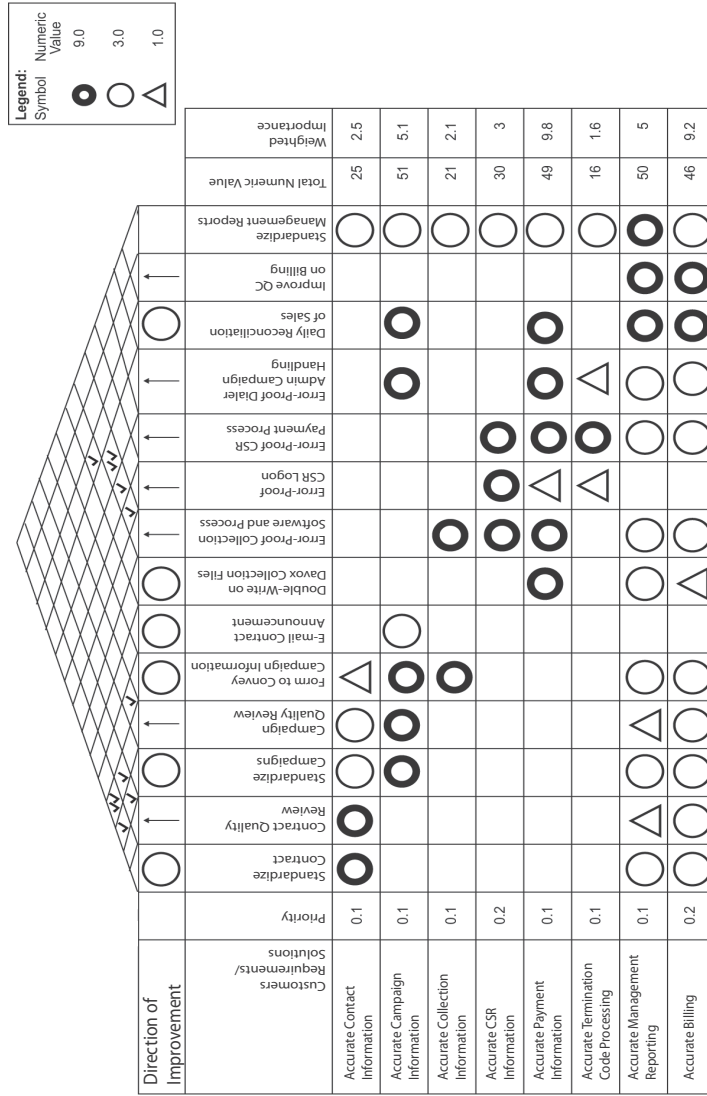 Legend:
Symbol Numeric
Value
9.0
3.0
1.0
Direction of
Improvement
Customers
Requirements/
Solutions
Priority
Standardize
Contract
Contract Quality
Review
Standardize
Campaigns
Campaign
Quality Review
Form to Convey
Campaign Information
E-mail Contract
Announcement
Double-Write on
Davox Collection Files
Error-Proof Collection
Software and Process
Error-Proof
CSR Logon
Error-Proof CSR
Payment Process
Error-Proof Dialer
Admin Campaign
Handling
Daily Reconciliation
of Sales
Improve QC
on Billing
Standardize
Management Reports
Total Numeric Value
Weighted
Importance
Accurate Contact
Information
0.1
25
2.5
Accurate Campaign
Information
0.1
51
5.1
Accurate Collection
Information
0.1
21
2.1
Accurate CSR
Information
0.2
30
3
Accurate Payment
Information
0.1
49
9.8
Accurate Termination
Code Processing
0.1
16
1.6
Accurate Management
Reporting
0.1
50
5
Accurate Billing
0.2
46
9.2